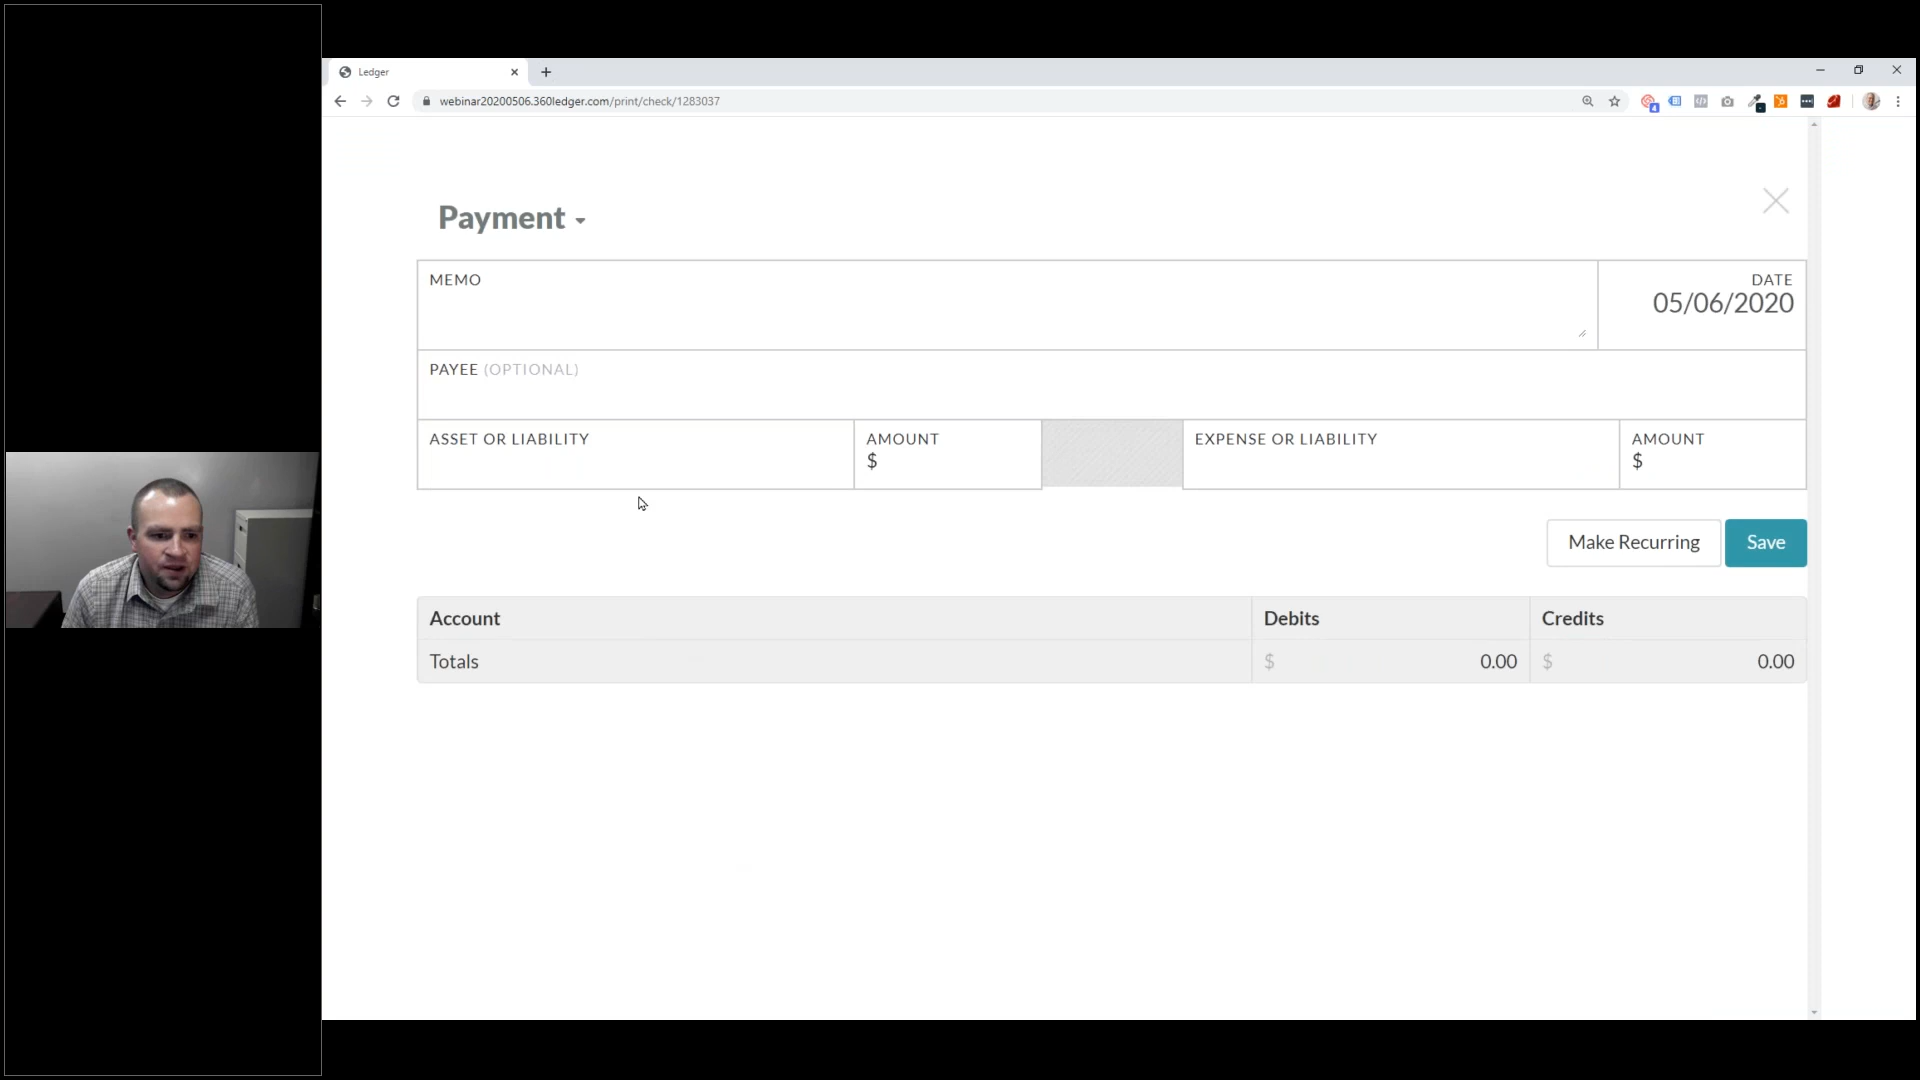 Ledger
webinar20200506.360ledger.com/print/check/1283037
Payment
MEMO
DATE
05/06/2020
PAYEE (OPTIONAL)
ASSET OR LIABILITY
AMOUNT
$
EXPENSE OR LIABILITY
AMOUNT
$
Make Recurring
Save
Account Debits Credits
Totals $ 0.00 $ 0.00